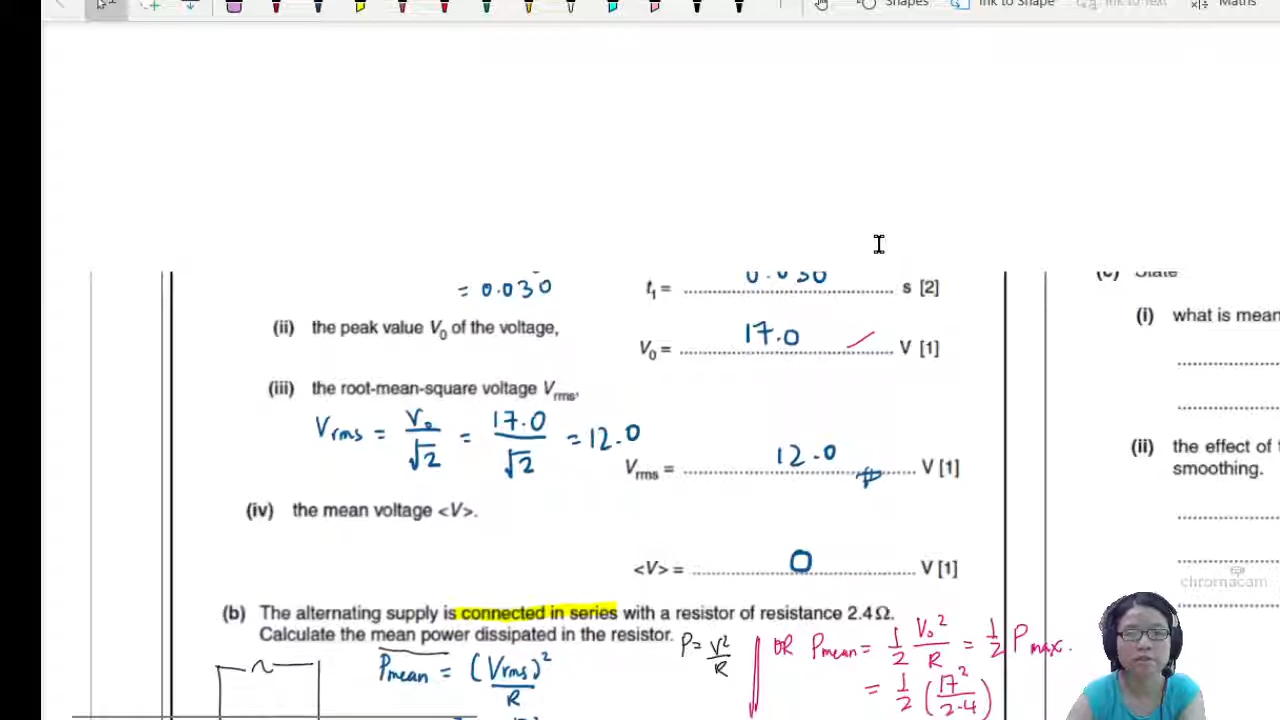 Shapes Ink to Shape Ink to Text Maths
= 0.030
t₁ = 0.030 s [2]
(ii) the peak value V₀ of the voltage,
V₀ = 17.0 V [1]
(iii) the root-mean-square voltage Vrms,
Vrms = V₀/√2 = 17.0/√2 = 12.0
Vrms = 12.0 V [1]
(iv) the mean voltage <V>.
<V> = 0 V [1]
(b) The alternating supply is connected in series with a resistor of resistance 2.4 Ω.
Calculate the mean power dissipated in the resistor.
P = V²/R
OR Pmean = 1/2 V₀²/R = 1/2 Pmax.
= 1/2 (17²/2.4)
Pmean = (Vrms)²/R
(c) State
(i) what is mean
(ii) the effect of
smoothing.
chromacam